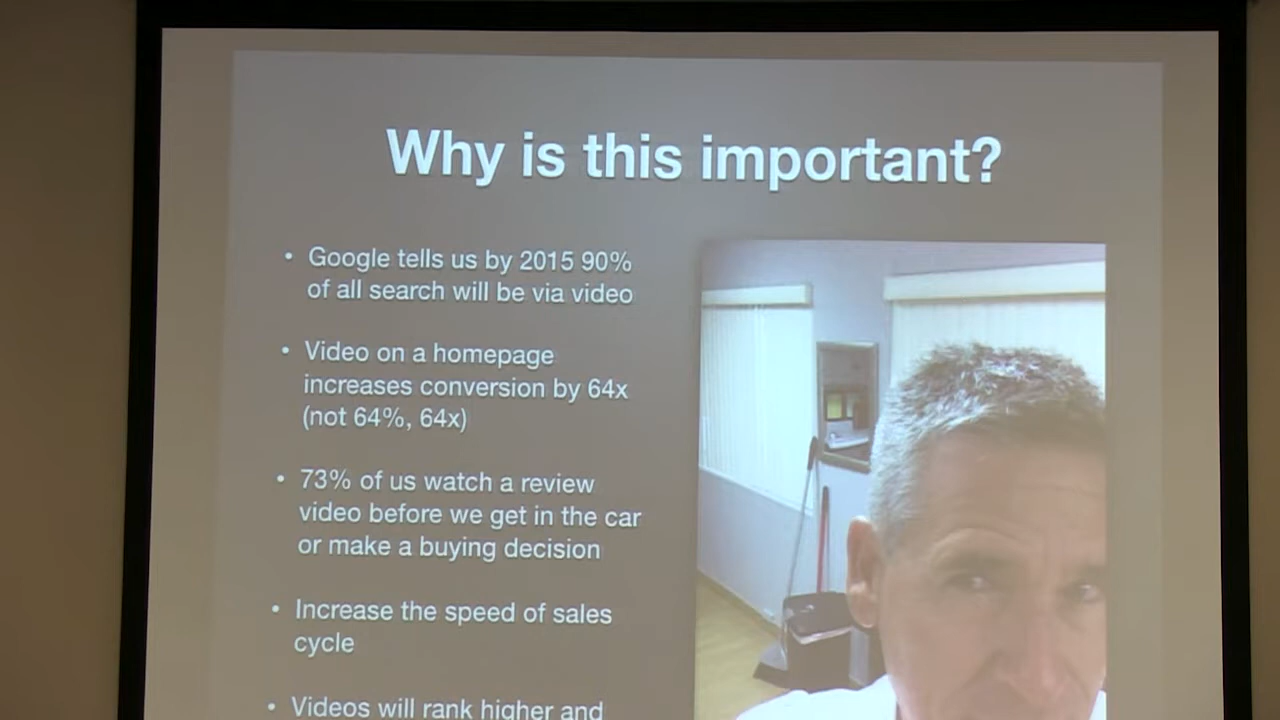 Why is this important?
• Google tells us by 2015 90%
of all search will be via video
• Video on a homepage
increases conversion by 64x
(not 64%, 64x)
• 73% of us watch a review
video before we get in the car
or make a buying decision
• Increase the speed of sales
cycle
• Videos will rank higher and